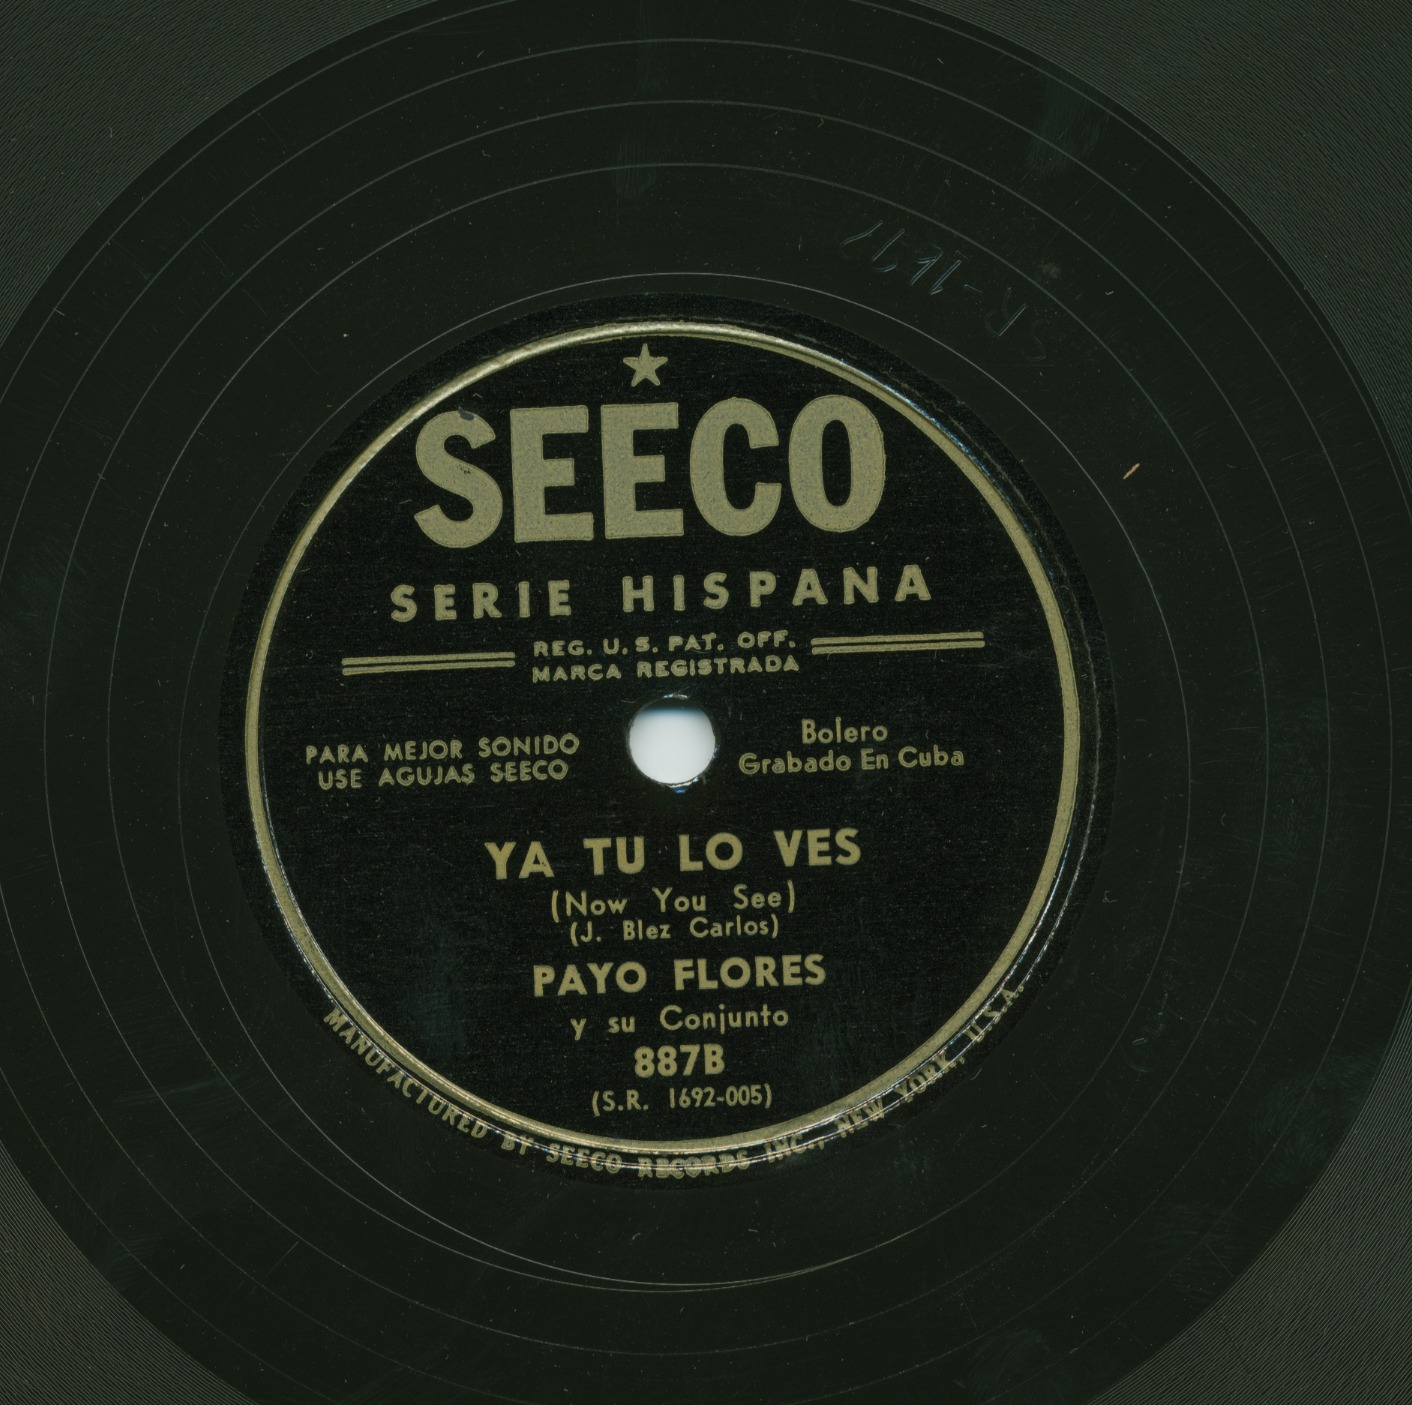 SEECO
SERIE HISPANA
REG. U. S. PAT. OFF.
MARCA REGISTRADA
PARA MEJOR SONIDO
USE AGUJAS SEECO
Bolero
Grabado En Cuba
YA TU LO VES
(Now You See)
(J. Blez Carlos)
PAYO FLORES
y su Conjunto
887B
(S.R. 1692-005)
MANUFACTURED BY SEECO RECORDS INC., NEW YORK, U.S.A.